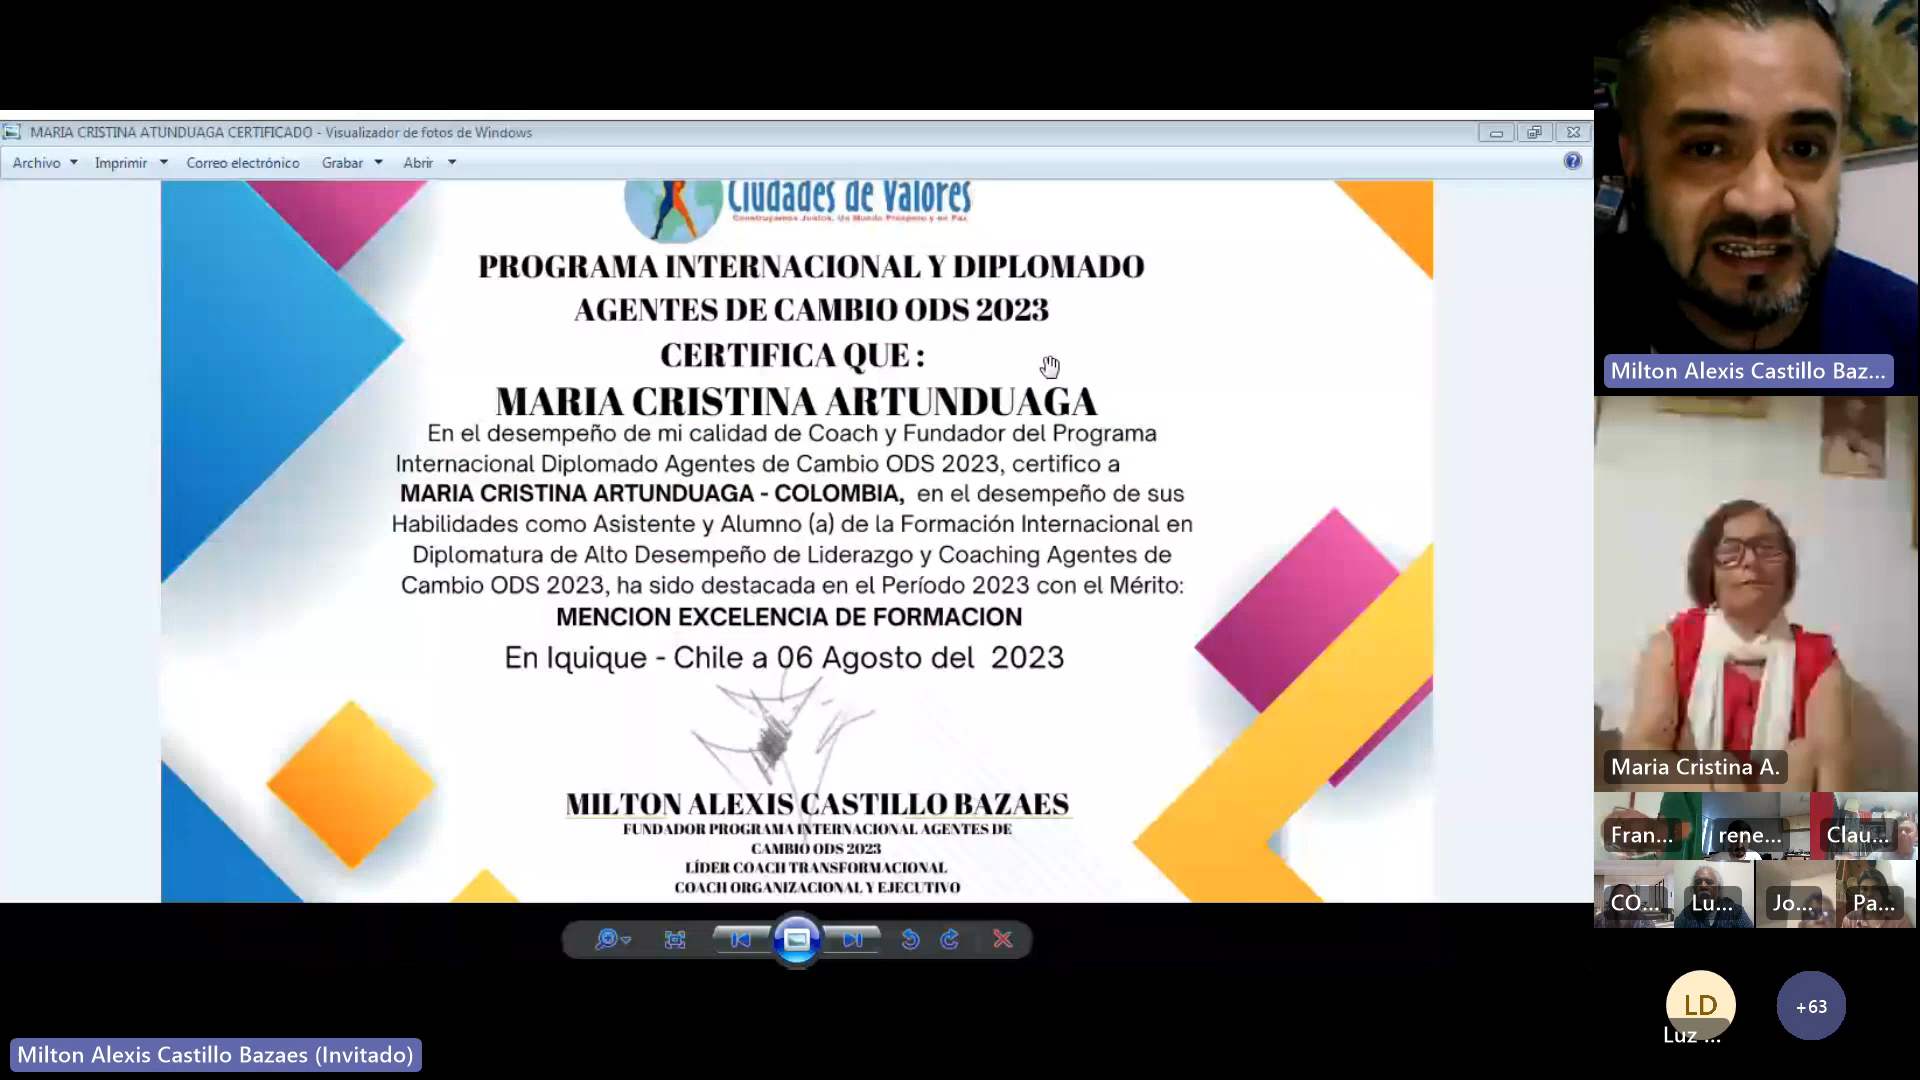 MARIA CRISTINA ATUNDUAGA CERTIFICADO - Visualizador de fotos de Windows
Archivo Imprimir Correo electrónico Grabar Abrir
Ciudades de Valores
Construyamos Juntos, Un Mundo Próspero y en Paz
PROGRAMA INTERNACIONAL Y DIPLOMADO
AGENTES DE CAMBIO ODS 2023
CERTIFICA QUE :
MARIA CRISTINA ARTUNDUAGA
En el desempeño de mi calidad de Coach y Fundador del Programa
Internacional Diplomado Agentes de Cambio ODS 2023, certifico a
MARIA CRISTINA ARTUNDUAGA - COLOMBIA, en el desempeño de sus
Habilidades como Asistente y Alumno (a) de la Formación Internacional en
Diplomatura de Alto Desempeño de Liderazgo y Coaching Agentes de
Cambio ODS 2023, ha sido destacada en el Período 2023 con el Mérito:
MENCION EXCELENCIA DE FORMACION
En Iquique - Chile a 06 Agosto del 2023
MILTON ALEXIS CASTILLO BAZAES
FUNDADOR PROGRAMA INTERNACIONAL AGENTES DE
CAMBIO ODS 2023
LÍDER COACH TRANSFORMACIONAL
COACH ORGANIZACIONAL Y EJECUTIVO
Milton Alexis Castillo Bazaes (Invitado)
Milton Alexis Castillo Baz...
Maria Cristina A.
Fran... rene... Clau...
CO... Lu... Jo... Pa...
LD +63
Luz ...